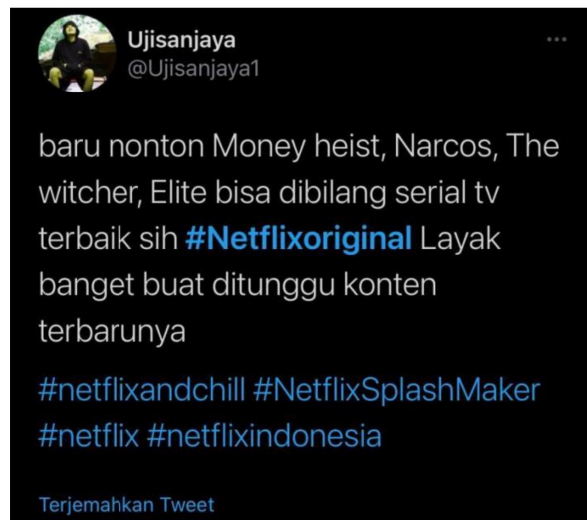 Ujisanjaya
@Ujisanjaya1
baru nonton Money heist, Narcos, The
witcher, Elite bisa dibilang serial tv
terbaik sih #Netflixoriginal Layak
banget buat ditunggu konten
terbarunya
#netflixandchill #NetflixSplashMaker
#netflix #netflixindonesia
Terjemahkan Tweet